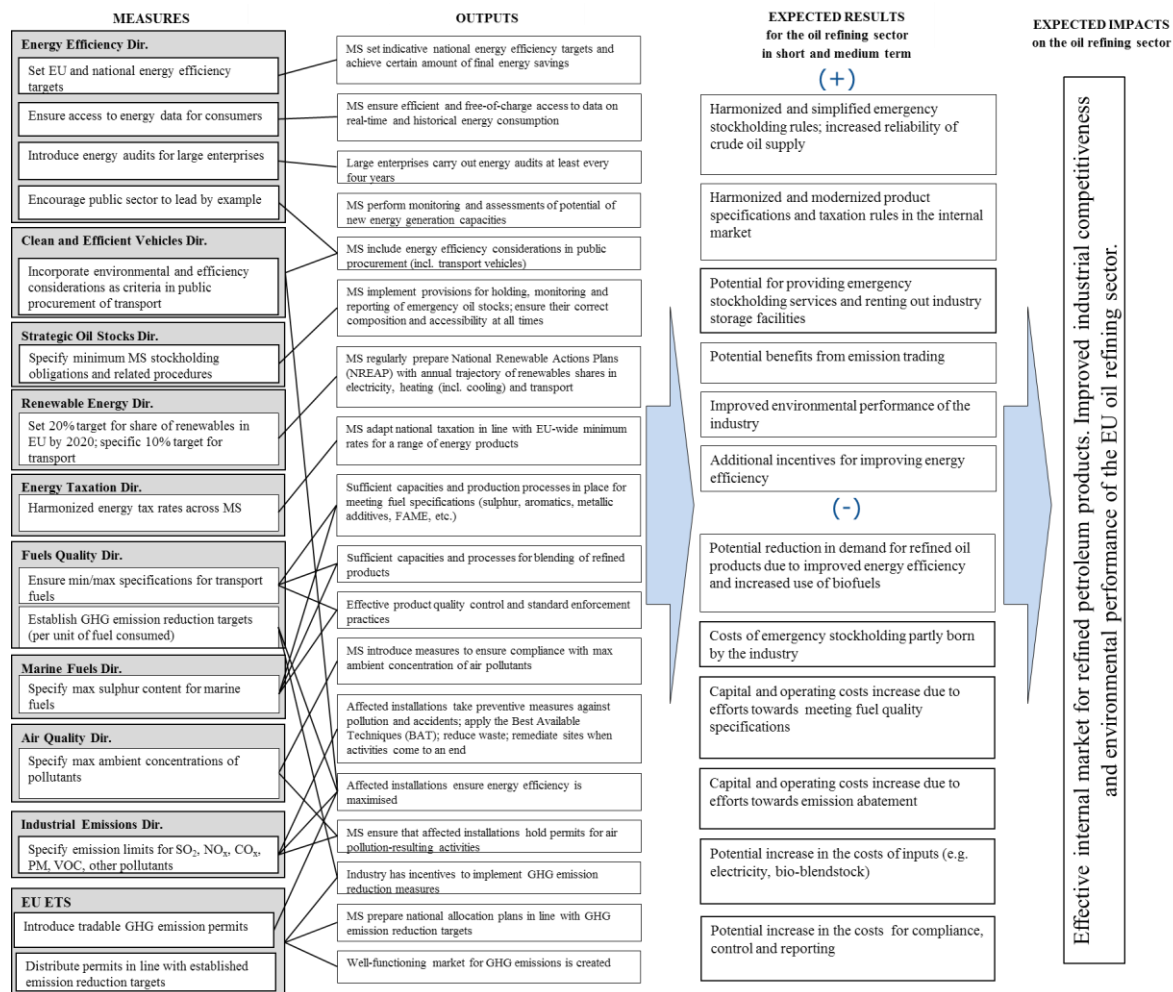 MEASURES
Energy Efficiency Dir.
Set EU and national energy efficiency
targets
Ensure access to energy data for consumers
Introduce energy audits for large enterprises
Encourage public sector to lead by example
Clean and Efficient Vehicles Dir.
Incorporate environmental and efficiency
considerations as criteria in public
procurement of transport
Strategic Oil Stocks Dir.
Specify minimum MS stockholding
obligations and related procedures
Renewable Energy Dir.
Set 20% target for share of renewables in
EU by 2020; specific 10% target for
transport
Energy Taxation Dir.
Harmonized energy tax rates across MS
Fuels Quality Dir.
Ensure min/max specifications for transport
fuels
Establish GHG emission reduction targets
(per unit of fuel consumed)
Marine Fuels Dir.
Specify max sulphur content for marine
fuels
Air Quality Dir.
Specify max ambient concentrations of
pollutants
Industrial Emissions Dir.
Specify emission limits for SO₂, NOₓ, COₓ,
PM, VOC, other pollutants
EU ETS
Introduce tradable GHG emission permits
Distribute permits in line with established
emission reduction targets
OUTPUTS
MS set indicative national energy efficiency targets and
achieve certain amount of final energy savings
MS ensure efficient and free-of-charge access to data on
real-time and historical energy consumption
Large enterprises carry out energy audits at least every
four years
MS perform monitoring and assessments of potential of
new energy generation capacities
MS include energy efficiency considerations in public
procurement (incl. transport vehicles)
MS implement provisions for holding, monitoring and
reporting of emergency oil stocks; ensure their correct
composition and accessibility at all times
MS regularly prepare National Renewable Actions Plans
(NREAP) with annual trajectory of renewables shares in
electricity, heating (incl. cooling) and transport
MS adapt national taxation in line with EU-wide minimum
rates for a range of energy products
Sufficient capacities and production processes in place for
meeting fuel specifications (sulphur, aromatics, metallic
additives, FAME, etc.)
Sufficient capacities and processes for blending of refined
products
Effective product quality control and standard enforcement
practices
MS introduce measures to ensure compliance with max
ambient concentration of air pollutants
Affected installations take preventive measures against
pollution and accidents; apply the Best Available
Techniques (BAT); reduce waste; remediate sites when
activities come to an end
Affected installations ensure energy efficiency is
maximised
MS ensure that affected installations hold permits for air
pollution-resulting activities
Industry has incentives to implement GHG emission
reduction measures
MS prepare national allocation plans in line with GHG
emission reduction targets
Well-functioning market for GHG emissions is created
EXPECTED RESULTS
for the oil refining sector
in short and medium term
(+)
Harmonized and simplified emergency
stockholding rules; increased reliability of
crude oil supply
Harmonized and modernized product
specifications and taxation rules in the internal
market
Potential for providing emergency
stockholding services and renting out industry
storage facilities
Potential benefits from emission trading
Improved environmental performance of the
industry
Additional incentives for improving energy
efficiency
(-)
Potential reduction in demand for refined oil
products due to improved energy efficiency
and increased use of biofuels
Costs of emergency stockholding partly born
by the industry
Capital and operating costs increase due to
efforts towards meeting fuel quality
specifications
Capital and operating costs increase due to
efforts towards emission abatement
Potential increase in the costs of inputs (e.g.
electricity, bio-blendstock)
Potential increase in the costs for compliance,
control and reporting
EXPECTED IMPACTS
on the oil refining sector
Effective internal market for refined petroleum products. Improved industrial competitiveness
and environmental performance of the EU oil refining sector.